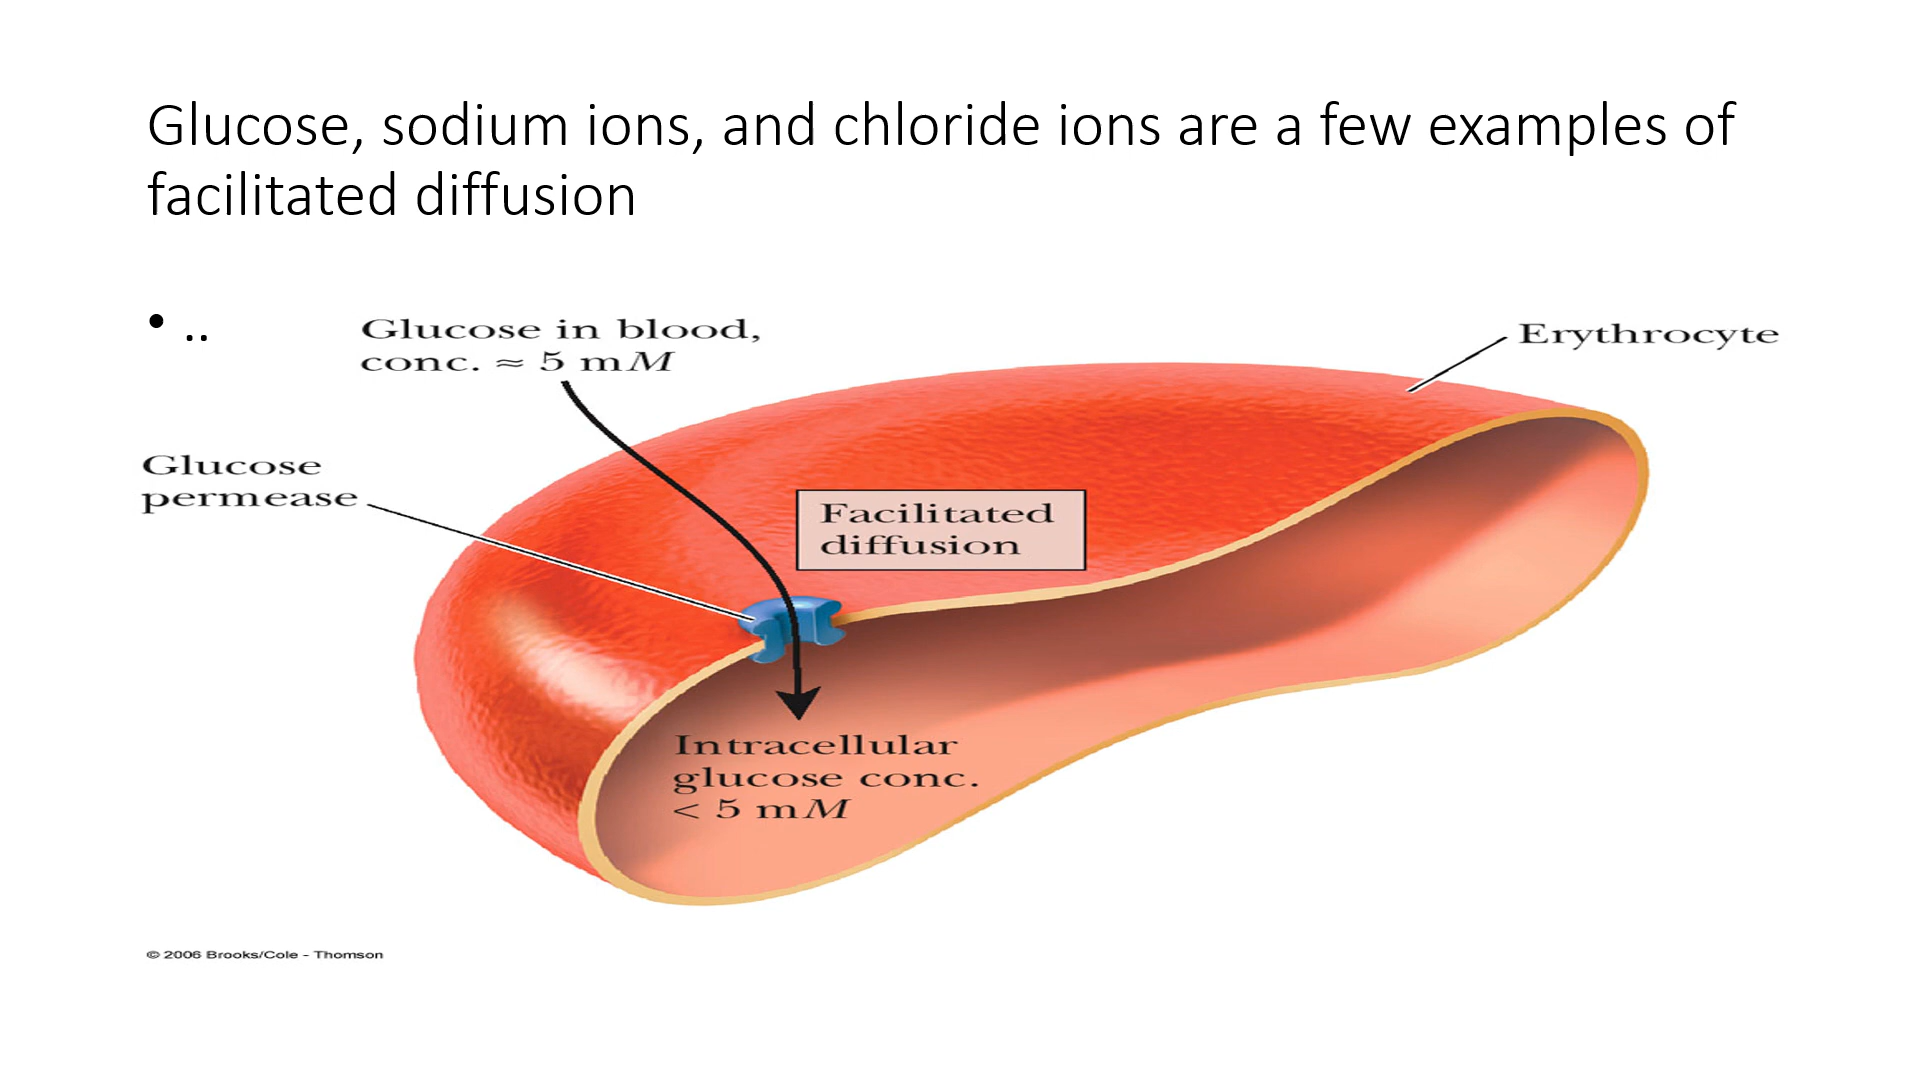 Glucose, sodium ions, and chloride ions are a few examples of
facilitated diffusion
• ..
Glucose in blood,
conc. ≈ 5 mM
Erythrocyte
Glucose
permease
Facilitated
diffusion
Intracellular
glucose conc.
< 5 mM
© 2006 Brooks/Cole - Thomson